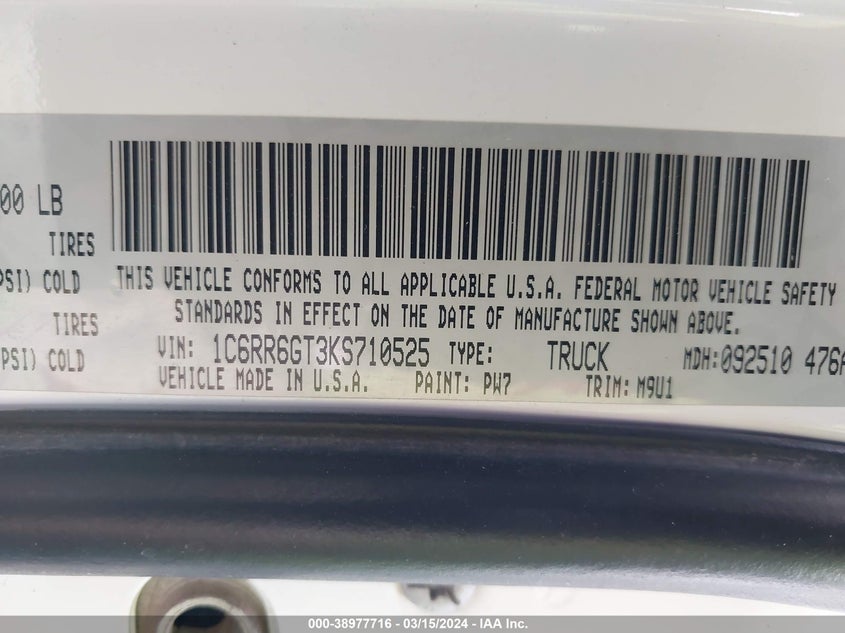 00 LB
TIRES
PSI) COLD
THIS VEHICLE CONFORMS TO ALL APPLICABLE U.S.A. FEDERAL MOTOR VEHICLE SAFETY
STANDARDS IN EFFECT ON THE DATE OF MANUFACTURE SHOWN ABOVE.
TIRES
PSI) COLD
VIN: 1C6RR6GT3KS710525 TYPE: TRUCK MDH:092510 476A
VEHICLE MADE IN U.S.A. PAINT: PW7 TRIM: M9U1
000-38977716 - 03/15/2024 - IAA Inc.